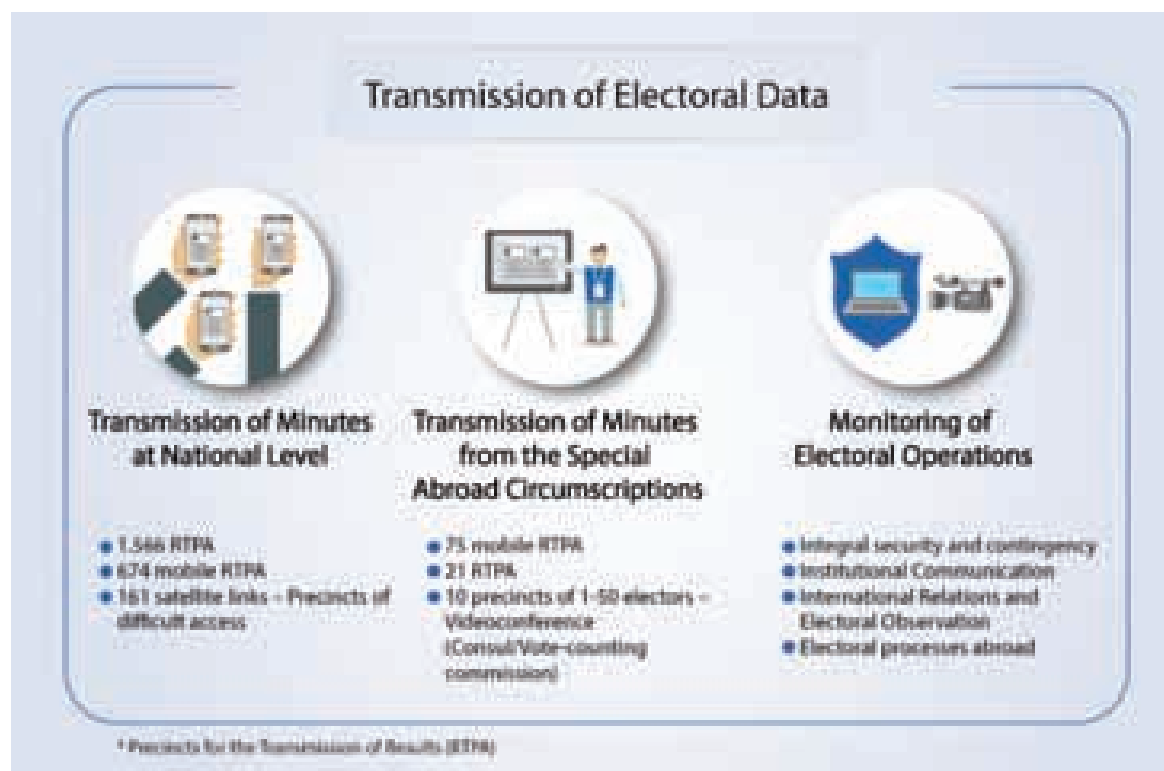 Transmission of Electoral Data
Transmission of Minutes
at National Level
• 1.566 RTPA
• 674 mobile RTPA
• 161 satellite links – Precincts of
difficult access
Transmission of Minutes
from the Special
Abroad Circumscriptions
• 75 mobile RTPA
• 21 RTPA
• 10 precincts of 1-50 electors –
Videoconference
(Consul/Vote-counting
commission)
Monitoring of
Electoral Operations
• Integral security and contingency
• Institutional Communication
• International Relations and
Electoral Observation
• Electoral processes abroad
* Precincts for the Transmission of Results (RTPA)